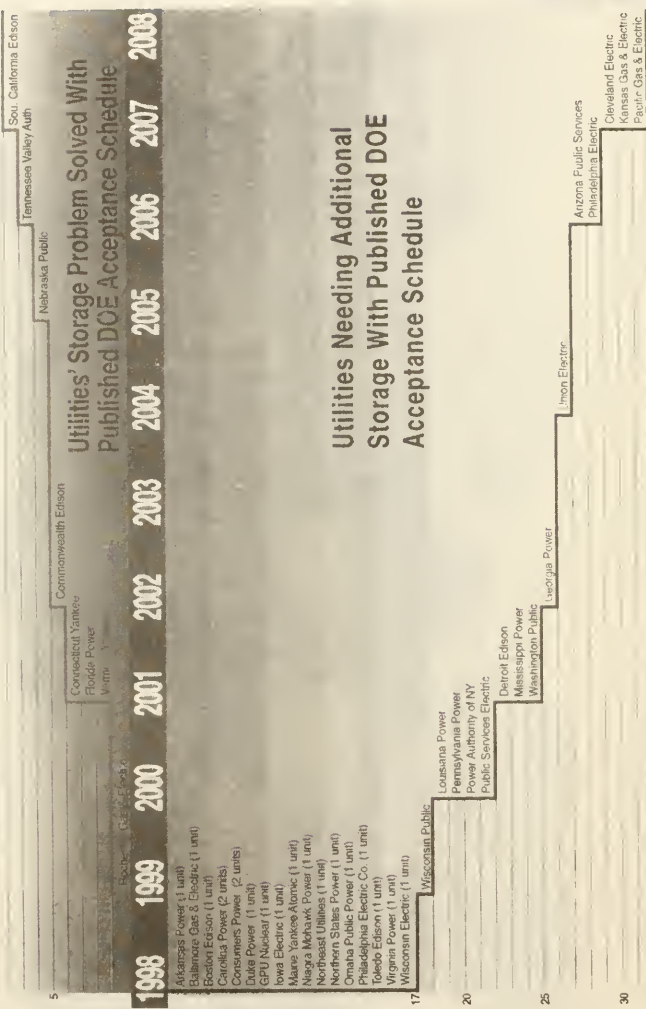 Sou. California Edison
Tennessee Valley Auth
Nebraska Public
5
Commonwealth Edison
Connecticut Yankee
Florida Power
Utilities' Storage Problem Solved With
Published DOE Acceptance Schedule
1998 1999 2000 2001 2002 2003 2004 2005 2006 2007 2008
Arkansas Power (1 unit)
Baltimore Gas & Electric (1 unit)
Boston Edison (1 unit)
Carolina Power (2 units)
Consumers Power (2 units)
Duke Power (1 unit)
GPU Nuclear (1 unit)
Iowa Electric (1 unit)
Maine Yankee Atomic (1 unit)
Niagra Mohawk Power (1 unit)
Northeast Utilities (1 unit)
Northern States Power (1 unit)
Omaha Public Power (1 unit)
Philadelphia Electric Co. (1 unit)
Toledo Edison (1 unit)
Virginia Power (1 unit)
Wisconsin Electric (1 unit)
Utilities Needing Additional
Storage With Published DOE
Acceptance Schedule
17
Wisconsin Public
Louisiana Power
Pennsylvania Power
Power Authority of NY
Public Services Electric
20
Detroit Edison
Mississippi Power
Washington Public
25
Georgia Power
Union Electric
Arizona Public Services
Philadelphia Electric
Cleveland Electric
Kansas Gas & Electric
Pacific Gas & Electric
30